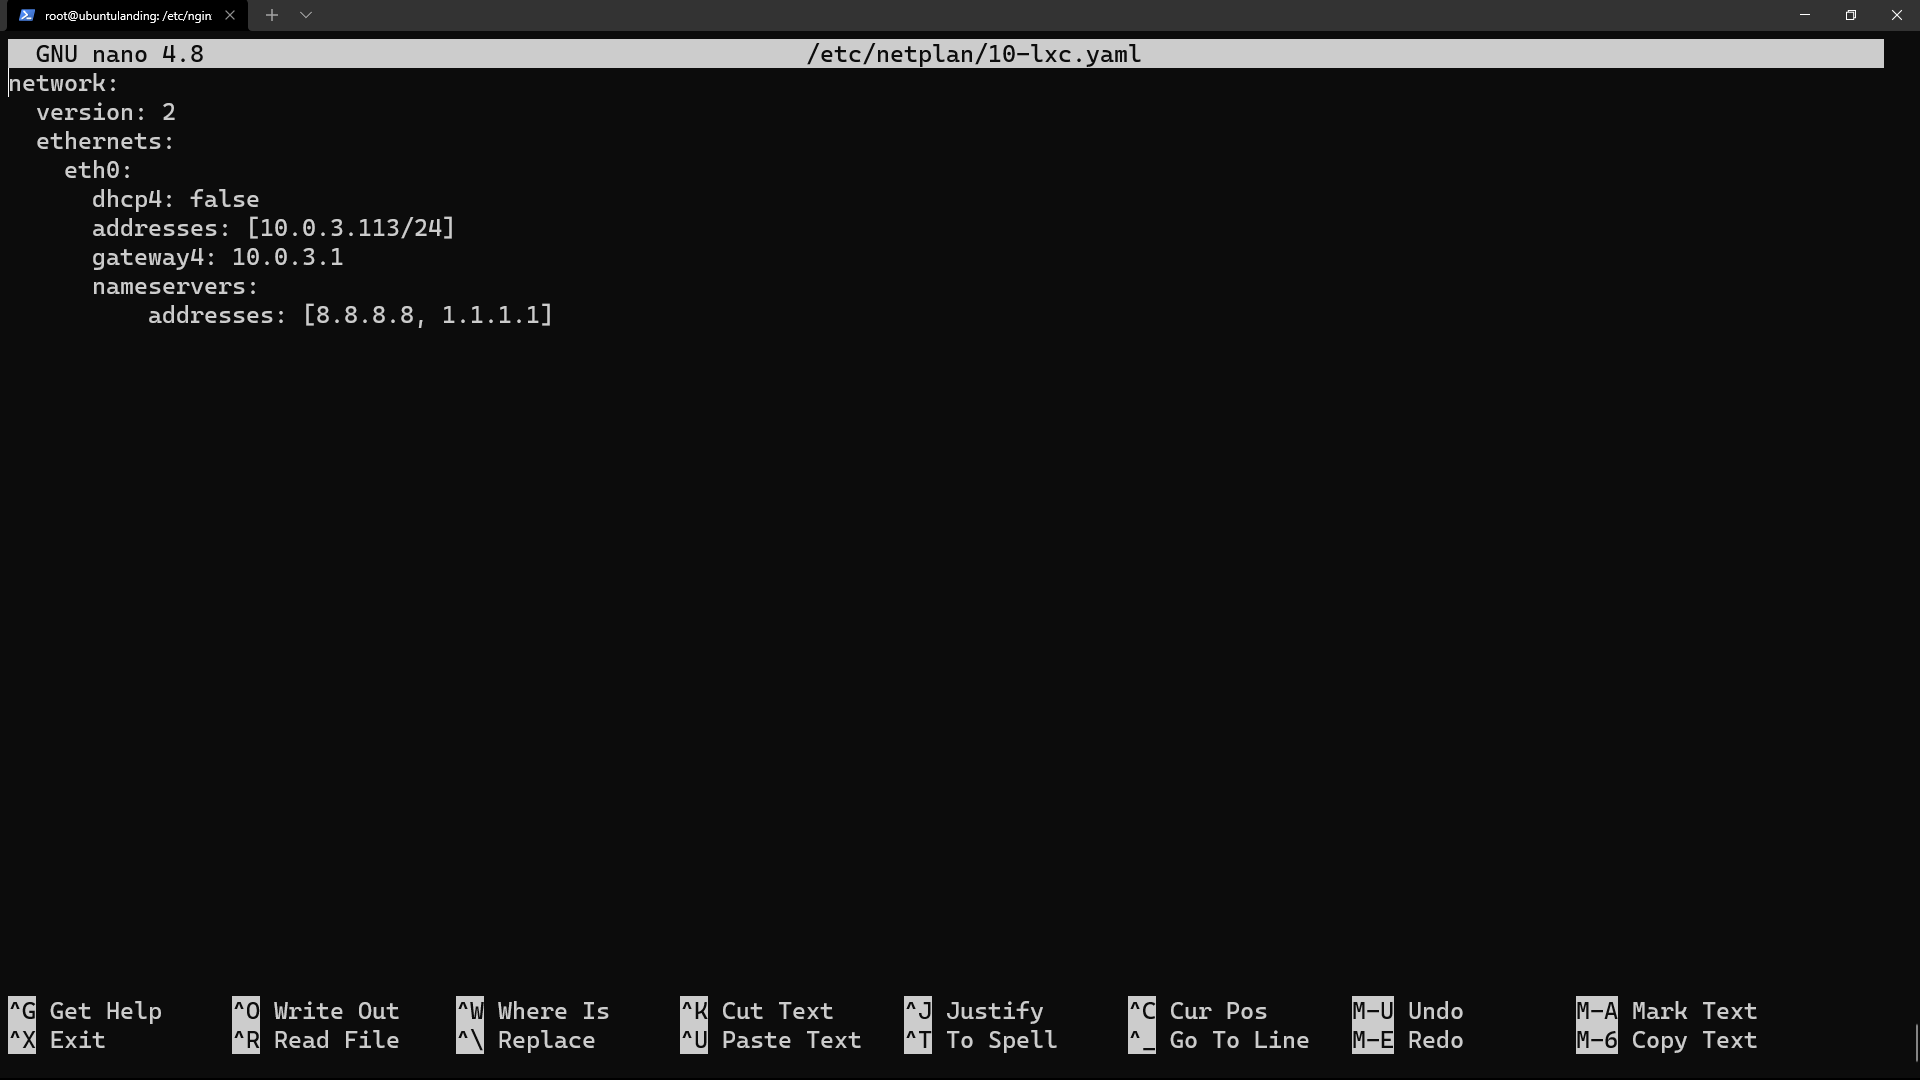 root@ubuntulanding: /etc/ngin
GNU nano 4.8 /etc/netplan/10-lxc.yaml
network:
  version: 2
  ethernets:
    eth0:
      dhcp4: false
      addresses: [10.0.3.113/24]
      gateway4: 10.0.3.1
      nameservers:
          addresses: [8.8.8.8, 1.1.1.1]
^G Get Help ^O Write Out ^W Where Is ^K Cut Text ^J Justify ^C Cur Pos M-U Undo M-A Mark Text
^X Exit ^R Read File ^\ Replace ^U Paste Text ^T To Spell ^_ Go To Line M-E Redo M-6 Copy Text